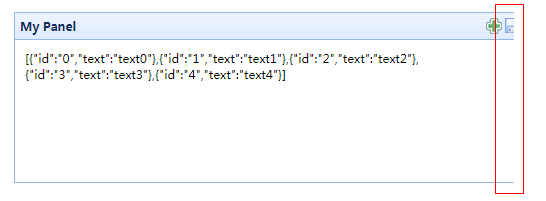 My Panel
[{"id":"0","text":"text0"},{"id":"1","text":"text1"},{"id":"2","text":"text2"},
{"id":"3","text":"text3"},{"id":"4","text":"text4"}]